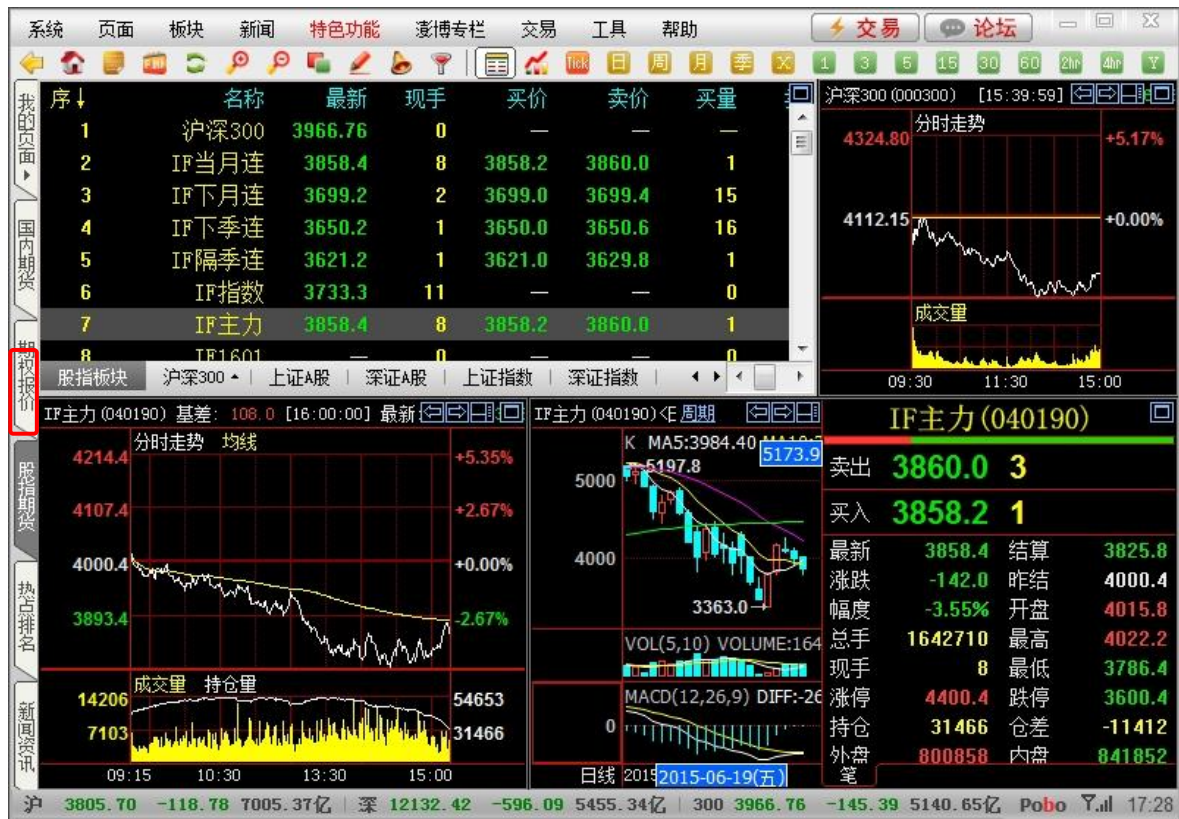 系统 页面 板块 新闻 特色功能 澎博专栏 交易 工具 帮助 交易 论坛
Tick 日 周 月 季 X 1 3 5 15 30 60 2hr 4hr Y
我的页面
国内期货
期权报价
股指期货
热点排名
新闻资讯
序↓ 名称 最新 现手 买价 卖价 买量
1 沪深300 3966.76 0 — — —
2 IF当月连 3858.4 8 3858.2 3860.0 1
3 IF下月连 3699.2 2 3699.0 3699.4 15
4 IF下季连 3650.2 1 3650.0 3650.6 16
5 IF隔季连 3621.2 1 3621.0 3629.8 1
6 IF指数 3733.3 11 — — 0
7 IF主力 3858.4 8 3858.2 3860.0 1
8 IF1601 — 0 0
股指板块 沪深300 上证A股 深证A股 上证指数 深证指数
沪深300(000300) [15:39:59]
分时走势
4324.80 +5.17%
4112.15 +0.00%
成交量
09:30 11:30 15:00
IF主力(040190) 基差: 108.0 [16:00:00] 最新
分时走势 均线
4214.4 +5.35%
4107.4 +2.67%
4000.4 +0.00%
3893.4 -2.67%
成交量 持仓量
14206 54653
7103 31466
09:15 10:30 13:30 15:00
IF主力(040190) 周期
K MA5:3984.40
5173.9
5197.8
5000
4000
3363.0
VOL(5,10) VOLUME:164
MACD(12,26,9) DIFF:-26
0
日线 2015 2015-06-19(五)
IF主力(040190)
卖出 3860.0 3
买入 3858.2 1
最新 3858.4 结算 3825.8
涨跌 -142.0 昨结 4000.4
幅度 -3.55% 开盘 4015.8
总手 1642710 最高 4022.2
现手 8 最低 3786.4
涨停 4400.4 跌停 3600.4
持仓 31466 仓差 -11412
外盘 800858 内盘 841852
笔
沪 3805.70 -118.78 7005.37亿 深 12132.42 -596.09 5455.34亿 300 3966.76 -145.39 5140.65亿 Pobo 17:28